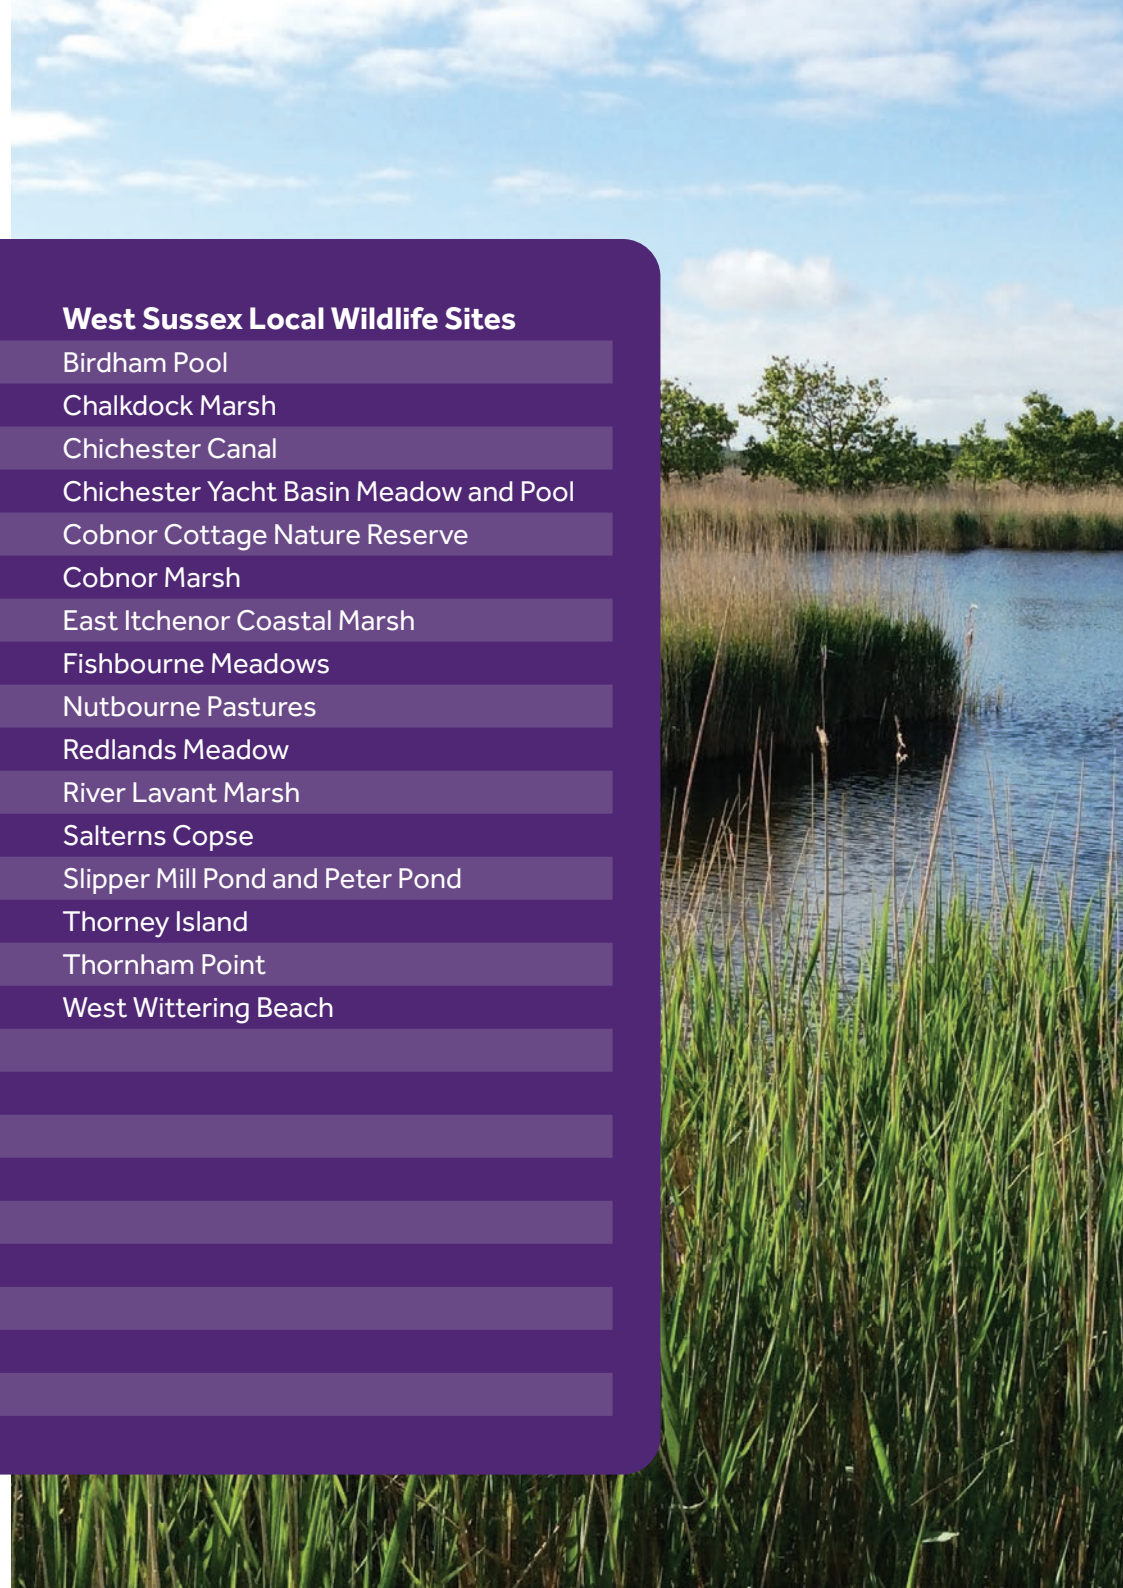 West Sussex Local Wildlife Sites
Birdham Pool
Chalkdock Marsh
Chichester Canal
Chichester Yacht Basin Meadow and Pool
Cobnor Cottage Nature Reserve
Cobnor Marsh
East Itchenor Coastal Marsh
Fishbourne Meadows
Nutbourne Pastures
Redlands Meadow
River Lavant Marsh
Salterns Copse
Slipper Mill Pond and Peter Pond
Thorney Island
Thornham Point
West Wittering Beach